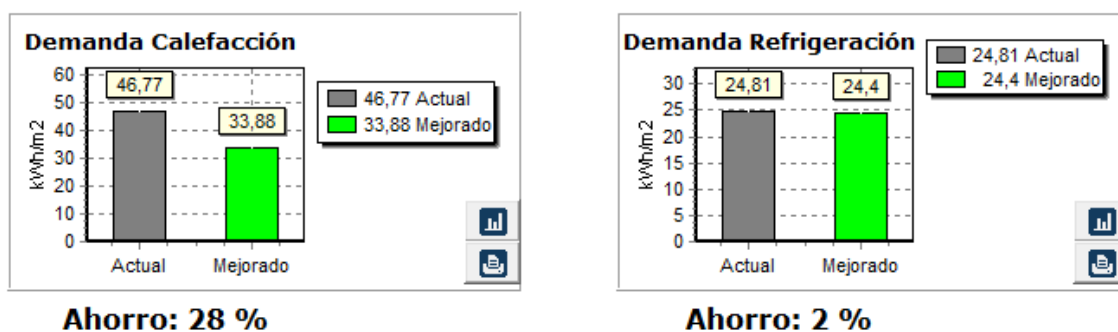 Demanda Calefacción
60
50
40
30
20
10
0
kWh/m2
46,77
33,88
Actual
Mejorado
46,77 Actual
33,88 Mejorado
Ahorro: 28 %
Demanda Refrigeración
30
25
20
15
10
5
0
kWh/m2
24,81
24,4
Actual
Mejorado
24,81 Actual
24,4 Mejorado
Ahorro: 2 %